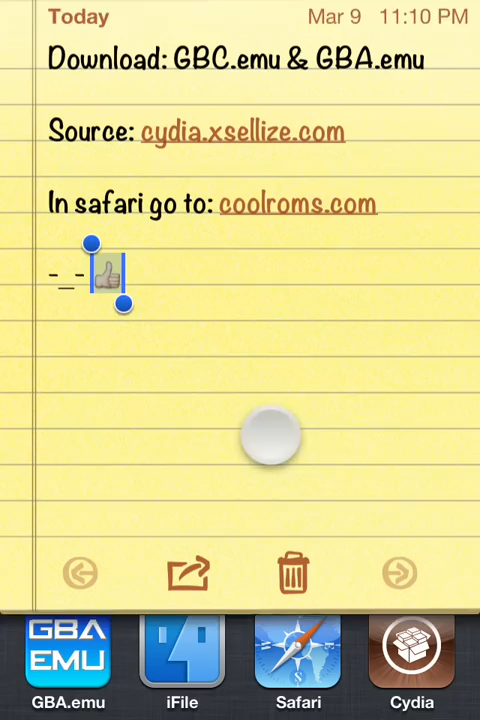 Today Mar 9 11:10 PM
Download: GBC.emu & GBA.emu
Source: cydia.xsellize.com
In safari go to: coolroms.com
-_-👍
GBA
EMU
GBA.emu iFile Safari Cydia